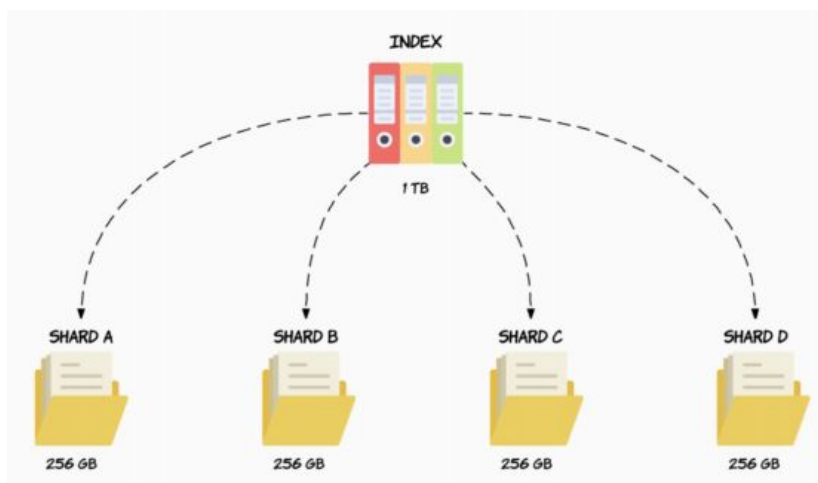 INDEX
1 TB
SHARD A
SHARD B
SHARD C
SHARD D
256 GB
256 GB
256 GB
256 GB